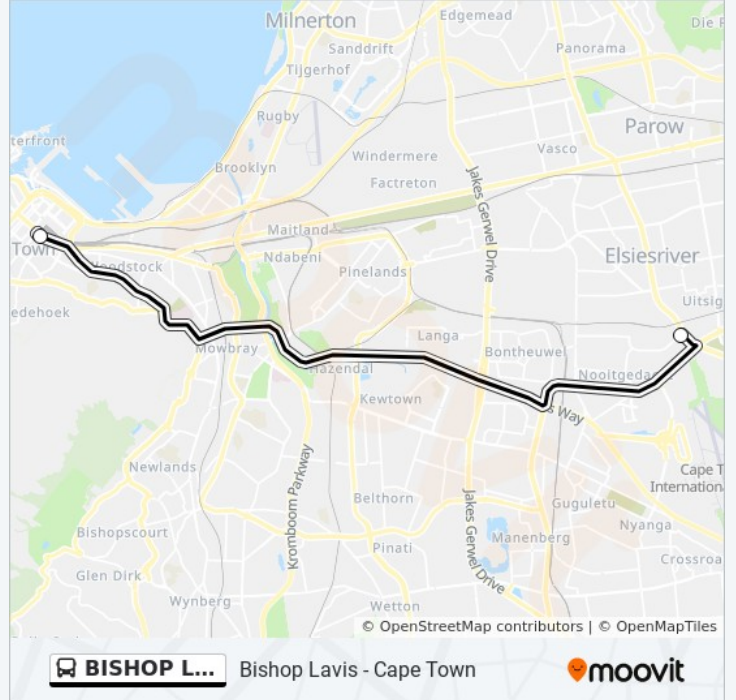 Milnerton
Edgemead
Die
Sanddrift
Panorama
Tijgerhof
Rugby
Parow
terfront
Vasco
Windermere
Brooklyn
Factreton
Jakes Gerwel Drive
Maitland
Town
Ndabeni
Elsiesriver
oodstock
Pinelands
Uitsig
edehoek
Langa
Mowbray
Bontheuwel
Hazendal
Nooitgeda
Kewtown
s Way
Newlands
Kromboom Parkway
Cape T
Internation
Belthorn
Jakes Gerwel Drive
Guguletu
Nyanga
Bishopscourt
Manenberg
Pinati
Crossroa
Glen Dirk
Wynberg
Wetton
© OpenStreetMap contributors | © OpenMapTiles
BISHOP L...
Bishop Lavis - Cape Town
moovit